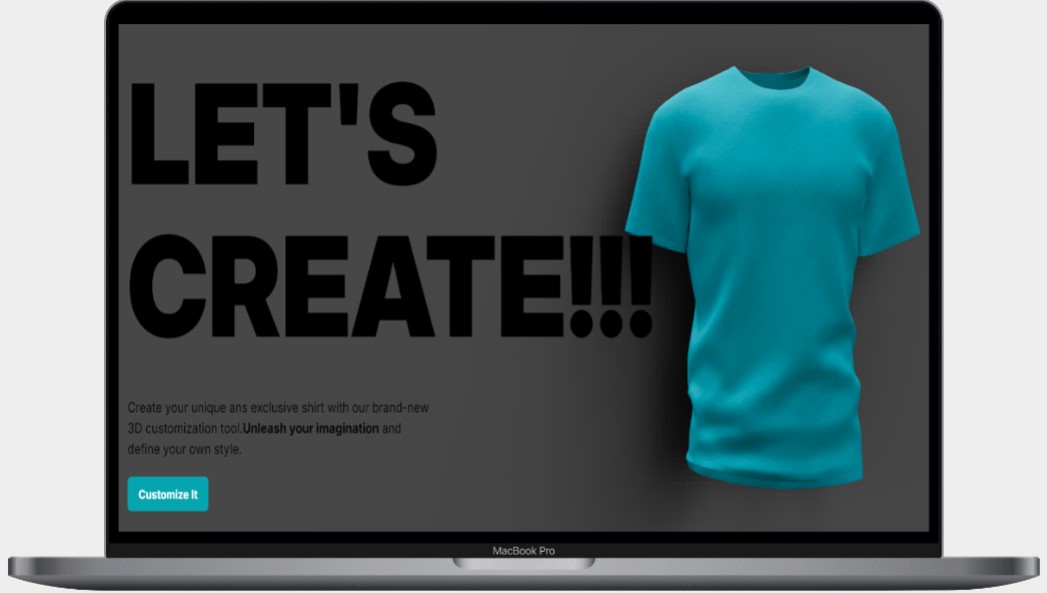 LET'S
CREATE!!!
Create your unique ans exclusive shirt with our brand-new
3D customization tool.Unleash your imagination and
define your own style.
Customize It
MacBook Pro